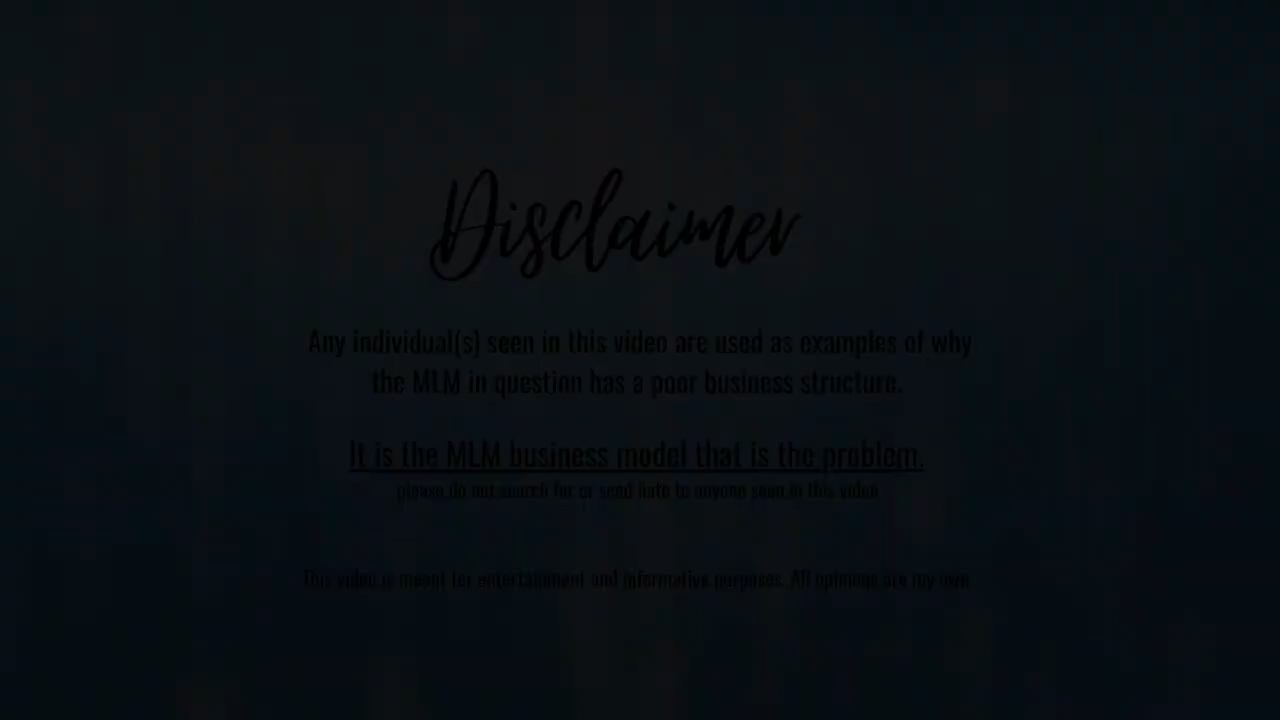 Disclaimer
Any individual(s) seen in this video are used as examples of why
the MLM in question has a poor business structure.
It is the MLM business model that is the problem.
please do not search for or send hate to anyone seen in this video
This video is meant for entertainment and informative purposes. All opinions are my own